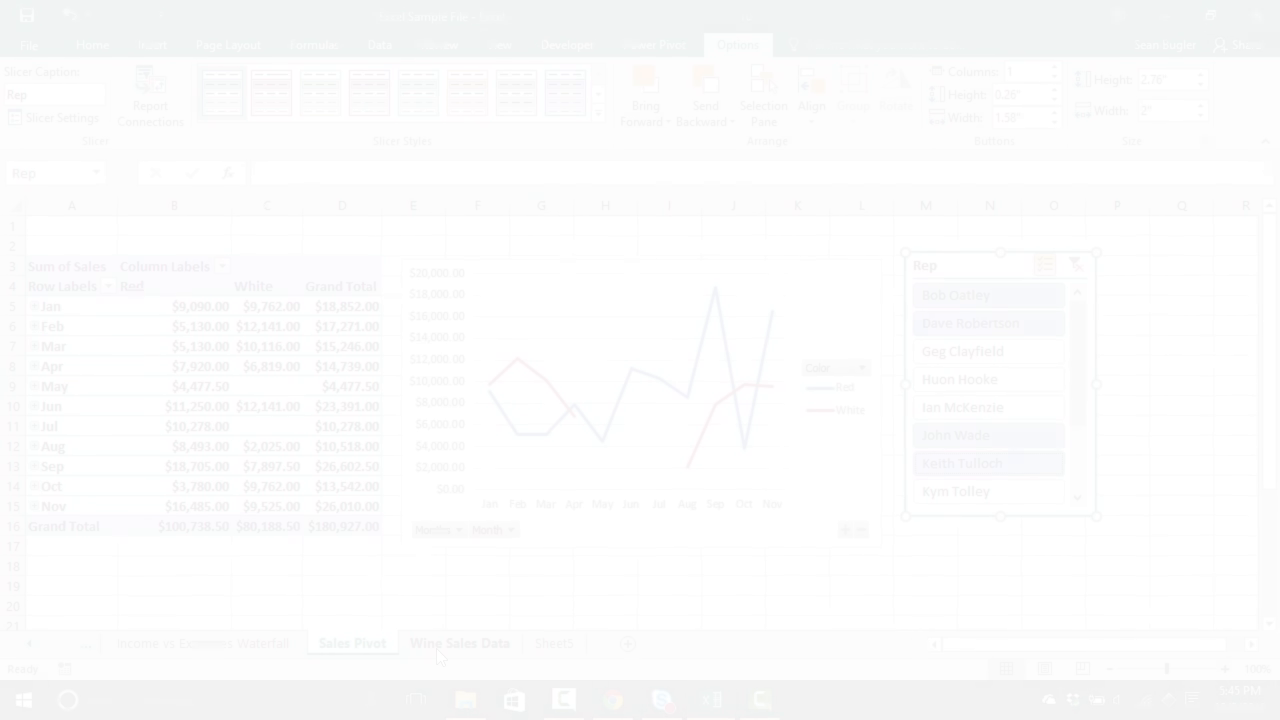 File Home Insert Page Layout Formulas Data Review View Developer Power Pivot Options Sean Bugler Share
Slicer Caption:
Rep
Slicer Settings
Report
Connections
Bring
Forward
Send
Backward
Selection
Pane
Align
Group
Rotate
Columns: 1
Height: 0.26"
Width: 1.58"
Height: 2.76"
Width: 2"
Slicer Slicer Styles Arrange Buttons Size
Rep fx
A B C D E F G H I J K L M N O P Q R
1
2
3 Sum of Sales Column Labels
4 Row Labels Red White Grand Total
5 Jan $9,090.00 $9,762.00 $18,852.00
6 Feb $5,130.00 $12,141.00 $17,271.00
7 Mar $5,130.00 $10,116.00 $15,246.00
8 Apr $7,920.00 $6,819.00 $14,739.00
9 May $4,477.50 $4,477.50
10 Jun $11,250.00 $12,141.00 $23,391.00
11 Jul $10,278.00 $10,278.00
12 Aug $8,493.00 $2,025.00 $10,518.00
13 Sep $18,705.00 $7,897.50 $26,602.50
14 Oct $3,780.00 $9,762.00 $13,542.00
15 Nov $16,485.00 $9,525.00 $26,010.00
16 Grand Total $100,738.50 $80,188.50 $180,927.00
17
18
19
20
21
$20,000.00
$18,000.00
$16,000.00
$14,000.00
$12,000.00
$10,000.00
$8,000.00
$6,000.00
$4,000.00
$2,000.00
$0.00
Jan Feb Mar Apr May Jun Jul Aug Sep Oct Nov
Months Month
Color
Red
White
Rep
Bob Oatley
Dave Robertson
Geg Clayfield
Huon Hooke
Ian McKenzie
John Wade
Keith Tulloch
Kym Tolley
... Income vs Expenses Waterfall Sales Pivot Wine Sales Data Sheet5
Ready 100%
5:41 PM